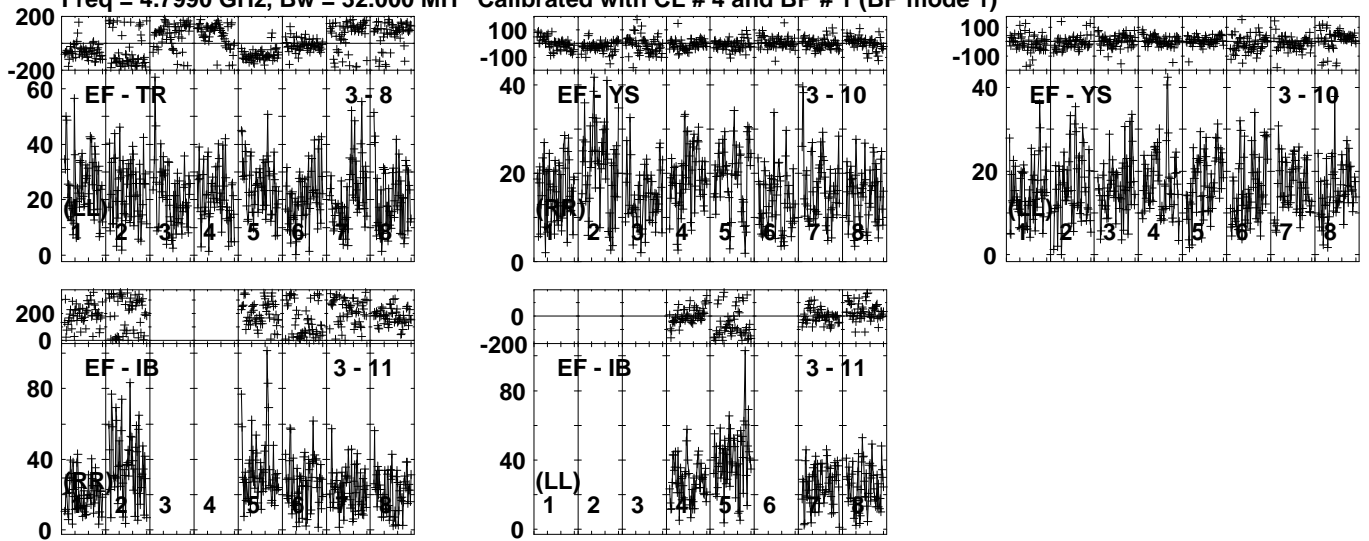 Freq = 4.7990 GHz, Bw = 32.000 MH Calibrated with CL # 4 and BP # 1 (BP mode 1)
200
-200
60
40
20
0
EF - TR 3 - 8
(LL)
1 2 3 4 5 6 7 8
100
-100
40
20
0
EF - YS 3 - 10
(RR)
1 2 3 4 5 6 7 8
100
-100
40
20
0
EF - YS 3 - 10
(LL)
1 2 3 4 5 6 7 8
200
0
80
40
0
EF - IB 3 - 11
(RR)
1 2 3 4 5 6 7 8
0
-200
80
40
0
EF - IB 3 - 11
(LL)
1 2 3 4 5 6 7 8